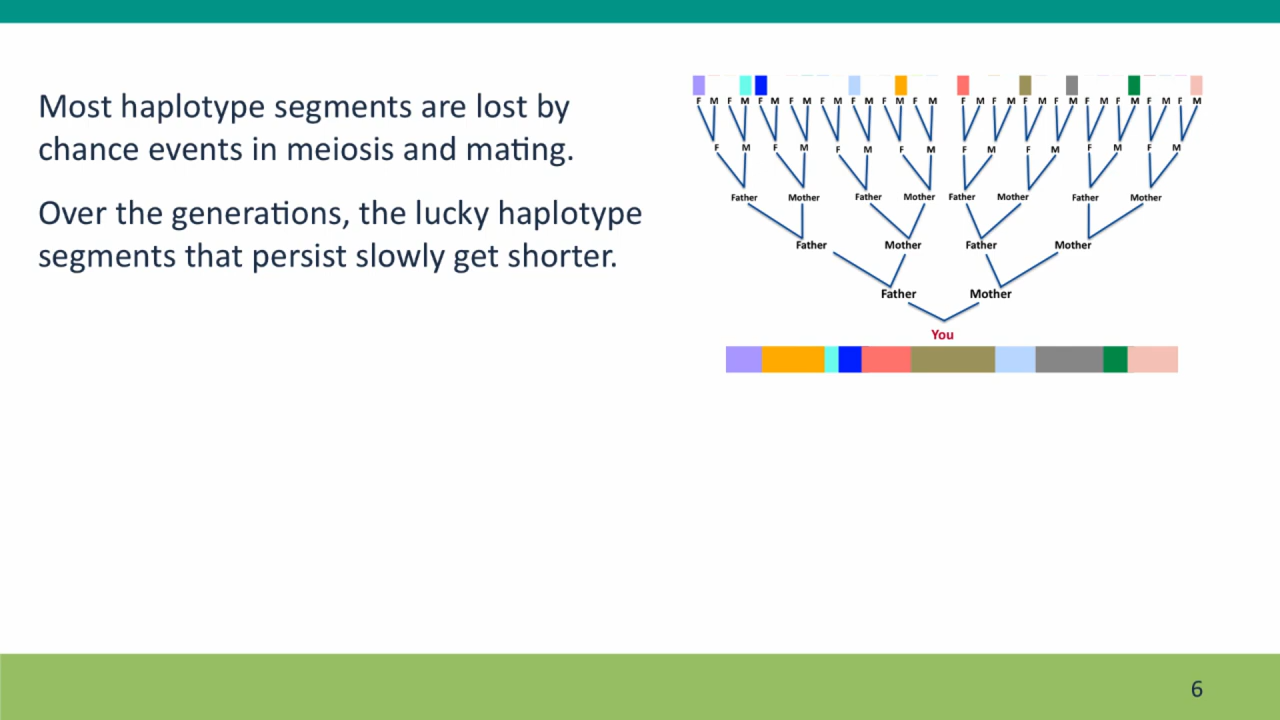 Most haplotype segments are lost by
chance events in meiosis and mating.
Over the generations, the lucky haplotype
segments that persist slowly get shorter.
F M F M F M F M F M F M F M F M F M F M F M F M F M F M F M F M
F M F M F M F M F M F M F M F M
Father Mother Father Mother Father Mother Father Mother
Father Mother Father Mother
Father Mother
You
6